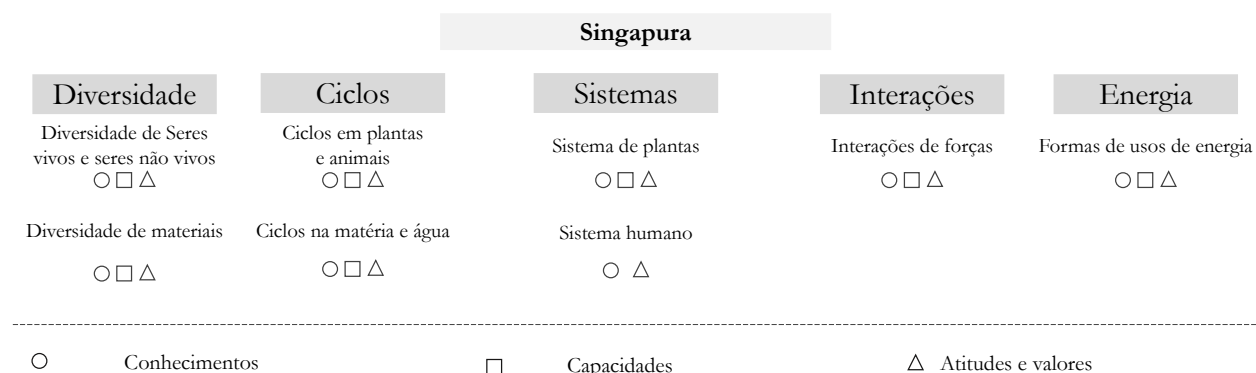 Singapura
Diversidade
Ciclos
Sistemas
Interações
Energia
Diversidade de Seres
vivos e seres não vivos
Ciclos em plantas
e animais
Sistema de plantas
Interações de forças
Formas de usos de energia
Diversidade de materiais
Ciclos na matéria e água
Sistema humano
Conhecimentos
Capacidades
Atitudes e valores